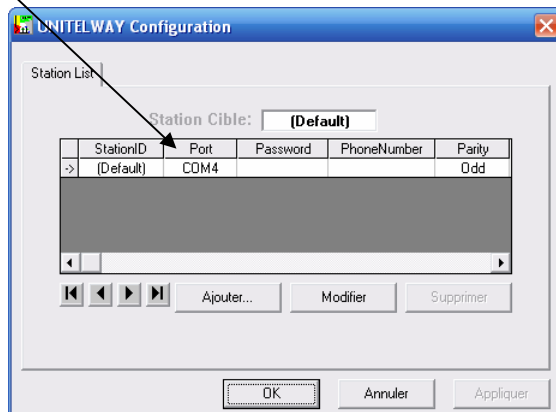 UNITELWAY Configuration
Station List
Station Cible: (Default)
StationID Port Password PhoneNumber Parity
-> (Default) COM4 Odd
Ajouter... Modifier Supprimer
OK Annuler Appliquer